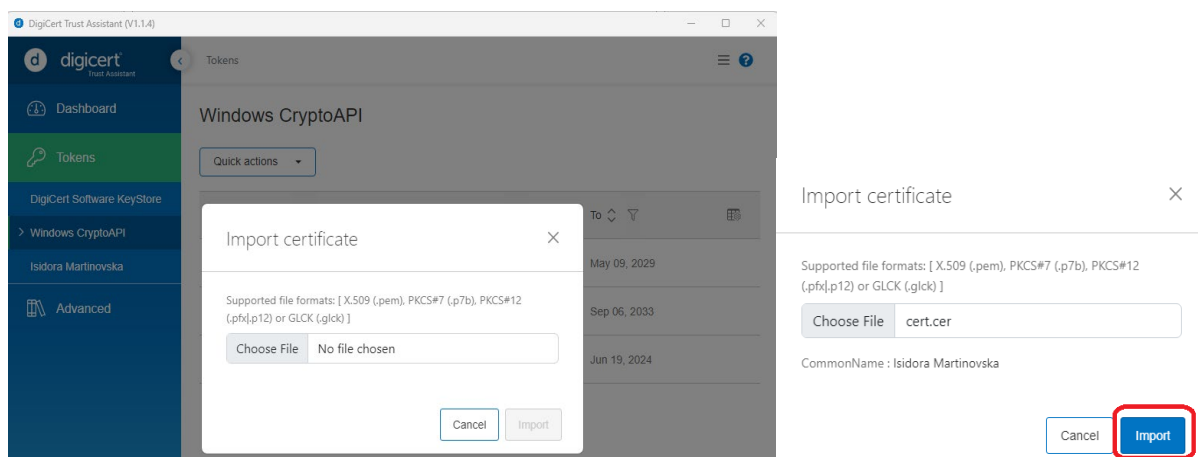 DigiCert Trust Assistant (V1.1.4)
digicert
Trust Assistant
Dashboard
Tokens
DigiCert Software KeyStore
Windows CryptoAPI
Isidora Martinovska
Advanced
Tokens
Windows CryptoAPI
Quick actions
To
May 09, 2029
Sep 06, 2033
Jun 19, 2024
Import certificate
Supported file formats: [ X.509 (.pem), PKCS#7 (.p7b), PKCS#12
(.pfx|.p12) or GLCK (.glck) ]
Choose File No file chosen
Cancel Import
Import certificate
Supported file formats: [ X.509 (.pem), PKCS#7 (.p7b), PKCS#12
(.pfx|.p12) or GLCK (.glck) ]
Choose File cert.cer
CommonName : Isidora Martinovska
Cancel Import